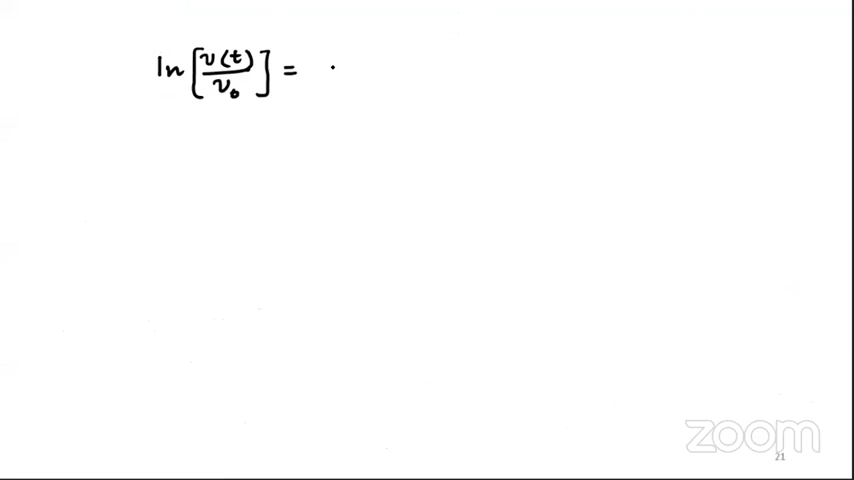 ln[v(t)/v₀] =
zoom
21